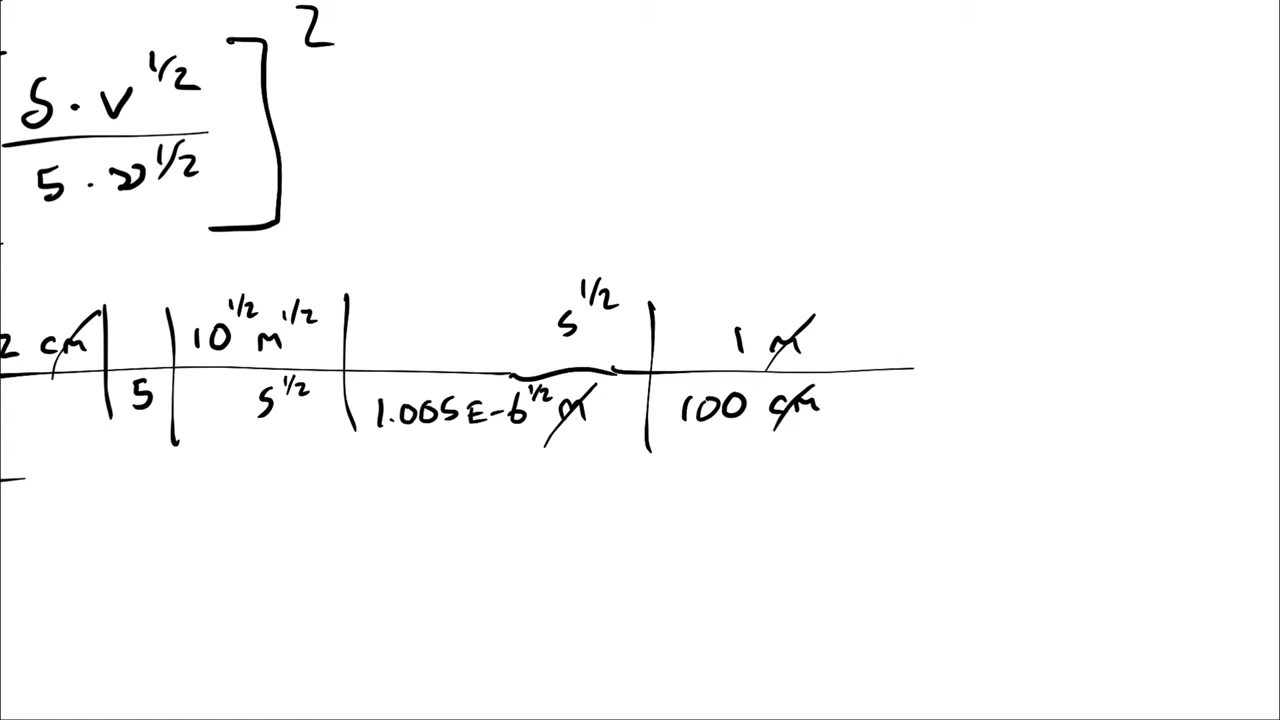 2
δ · V^1/2
5 · ν^1/2
2 cm | | 10^1/2 m^1/2 | s^1/2 | 1 m
5 | s^1/2 | 1.005E-6^1/2 m | 100 cm